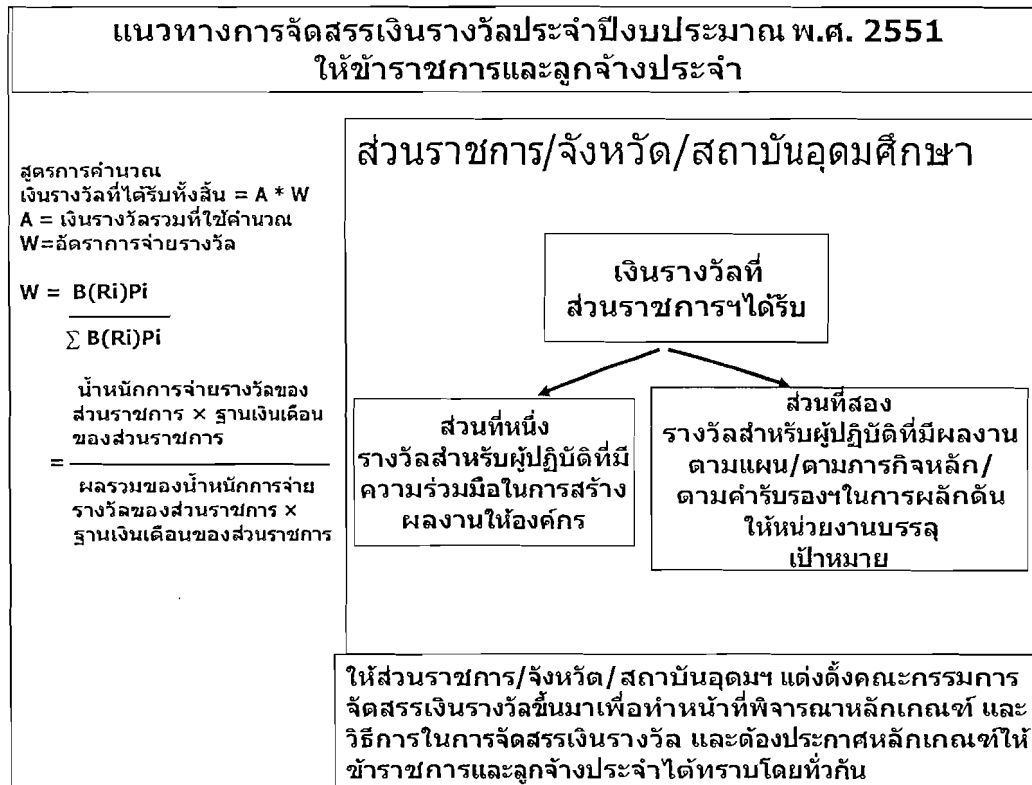 แนวทางการจัดสรรเงินรางวัลประจำปีงบประมาณ พ.ศ. 2551
ให้ข้าราชการและลูกจ้างประจำ
สูตรการคำนวณ
เงินรางวัลที่ได้รับทั้งสิ้น = A * W
A = เงินรางวัลรวมที่ใช้คำนวณ
W=อัตราการจ่ายรางวัล
W = B(Ri)Pi
∑ B(Ri)Pi
น้ำหนักการจ่ายรางวัลของ
ส่วนราชการ × ฐานเงินเดือน
ของส่วนราชการ
=
ผลรวมของน้ำหนักการจ่าย
รางวัลของส่วนราชการ ×
ฐานเงินเดือนของส่วนราชการ
ส่วนราชการ/จังหวัด/สถาบันอุดมศึกษา
เงินรางวัลที่
ส่วนราชการฯได้รับ
ส่วนที่หนึ่ง
รางวัลสำหรับผู้ปฏิบัติที่มี
ความร่วมมือในการสร้าง
ผลงานให้องค์กร
ส่วนที่สอง
รางวัลสำหรับผู้ปฏิบัติที่มีผลงาน
ตามแผน/ตามภารกิจหลัก/
ตามคำรับรองฯในการผลักดัน
ให้หน่วยงานบรรลุ
เป้าหมาย
ให้ส่วนราชการ/จังหวัด/สถาบันอุดมฯ แต่งตั้งคณะกรรมการ
จัดสรรเงินรางวัลขึ้นมาเพื่อทำหน้าที่พิจารณาหลักเกณฑ์ และ
วิธีการในการจัดสรรเงินรางวัล และต้องประกาศหลักเกณฑ์ให้
ข้าราชการและลูกจ้างประจำได้ทราบโดยทั่วกัน